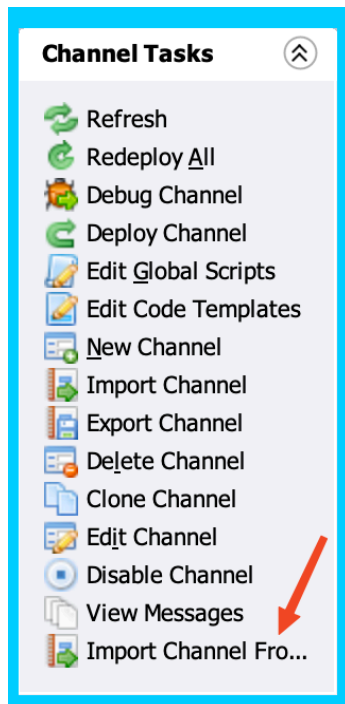 Channel Tasks
Refresh
Redeploy All
Debug Channel
Deploy Channel
Edit Global Scripts
Edit Code Templates
New Channel
Import Channel
Export Channel
Delete Channel
Clone Channel
Edit Channel
Disable Channel
View Messages
Import Channel Fro...